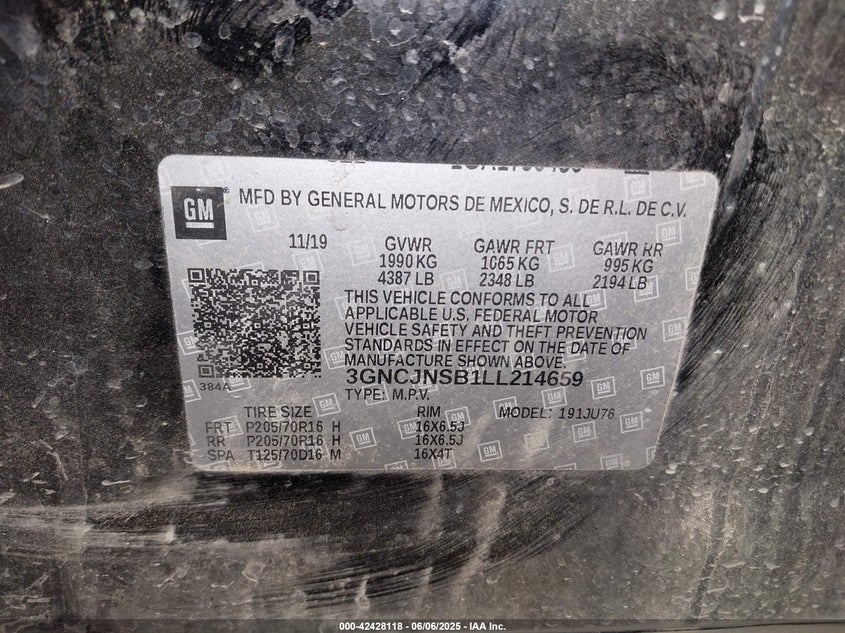 GM
MFD BY GENERAL MOTORS DE MEXICO, S. DE R.L. DE C.V.
11/19 GVWR GAWR FRT GAWR RR
1990 KG 1065 KG 995 KG
4387 LB 2348 LB 2194 LB
THIS VEHICLE CONFORMS TO ALL
APPLICABLE U.S. FEDERAL MOTOR
VEHICLE SAFETY AND THEFT PREVENTION
STANDARDS IN EFFECT ON THE DATE OF
MANUFACTURE SHOWN ABOVE.
384A 3GNCJNSB1LL214659
TYPE: M.P.V.
TIRE SIZE RIM MODEL: 191JU76
FRT P205/70R16 H 16X6.5J
RR P205/70R16 H 16X6.5J
SPA T125/70D16 M 16X4T
000-42428118 - 06/06/2025 - IAA Inc.